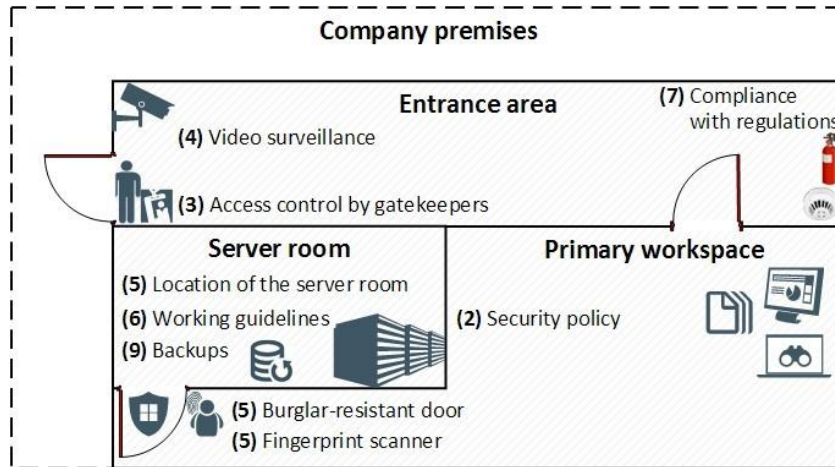 Company premises
Entrance area
(7) Compliance
with regulations
(4) Video surveillance
(3) Access control by gatekeepers
Server room
Primary workspace
(5) Location of the server room
(6) Working guidelines
(2) Security policy
(9) Backups
(5) Burglar-resistant door
(5) Fingerprint scanner